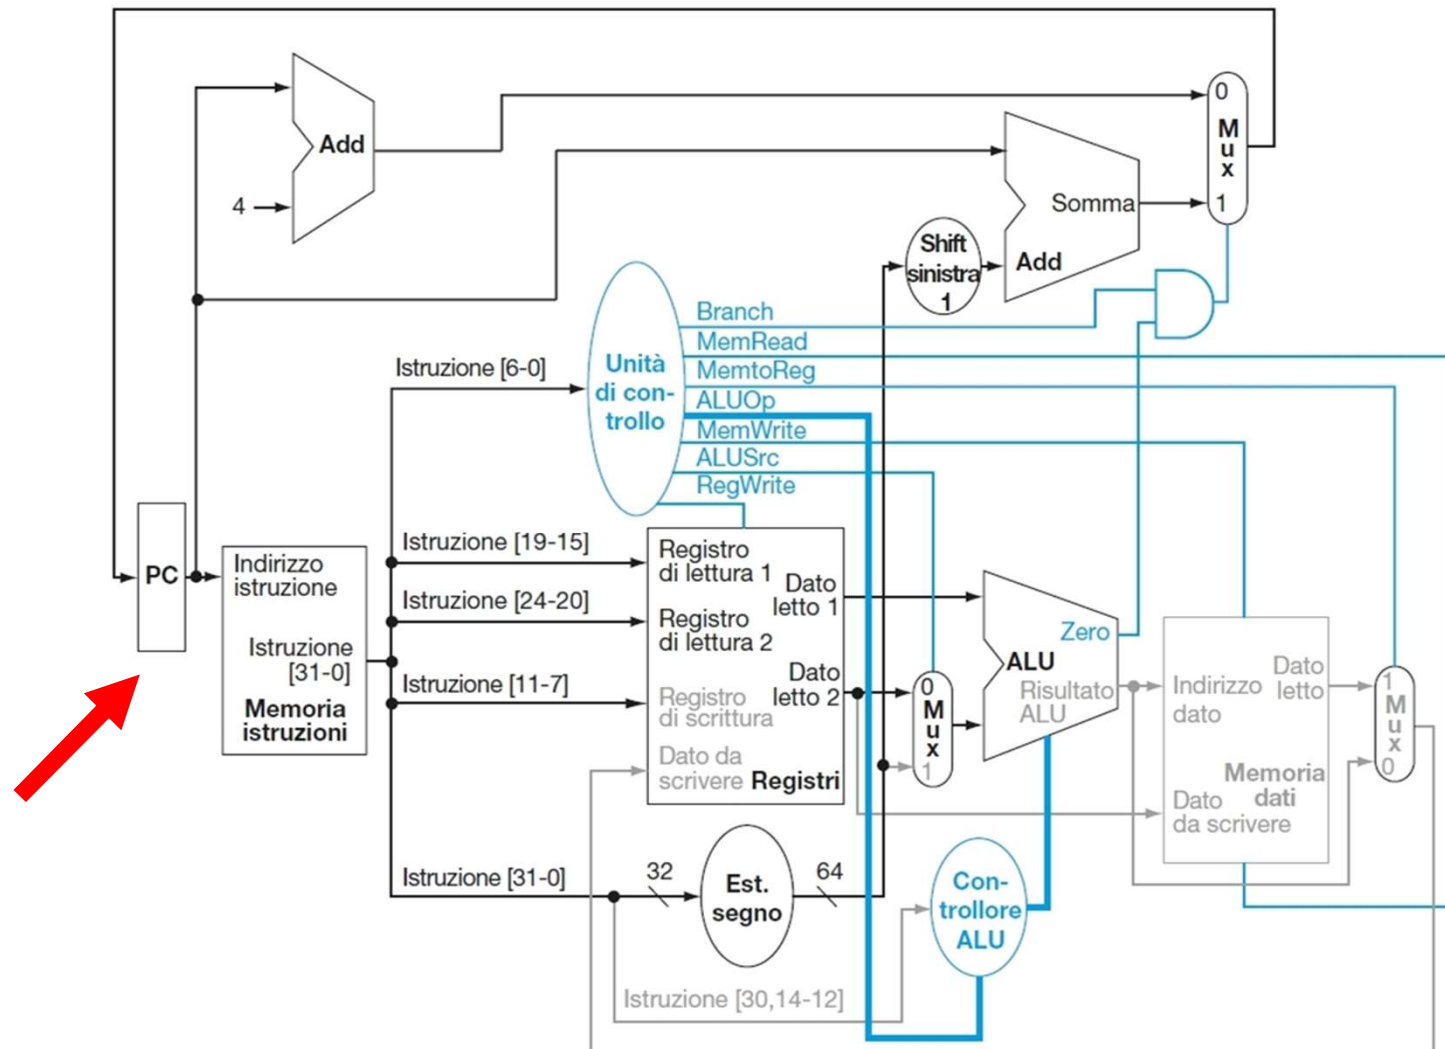 0
M
u
x
1
Add
4
Somma
Add
Shift
sinistra
1
Branch
MemRead
MemtoReg
ALUOp
MemWrite
ALUSrc
RegWrite
Unità
di con-
trollo
Istruzione [6-0]
PC
Indirizzo
istruzione
Istruzione
[31-0]
Memoria
istruzioni
Istruzione [19-15]
Istruzione [24-20]
Istruzione [11-7]
Registro
di lettura 1
Registro
di lettura 2
Registro
di scrittura
Dato da
scrivere
Registri
Dato
letto 1
Dato
letto 2
0
M
u
x
1
Zero
ALU
Risultato
ALU
Indirizzo
dato
Dato
letto
Memoria
dati
Dato
da scrivere
1
M
u
x
0
Istruzione [31-0]
32
Est.
segno
64
Con-
trollore
ALU
Istruzione [30,14-12]